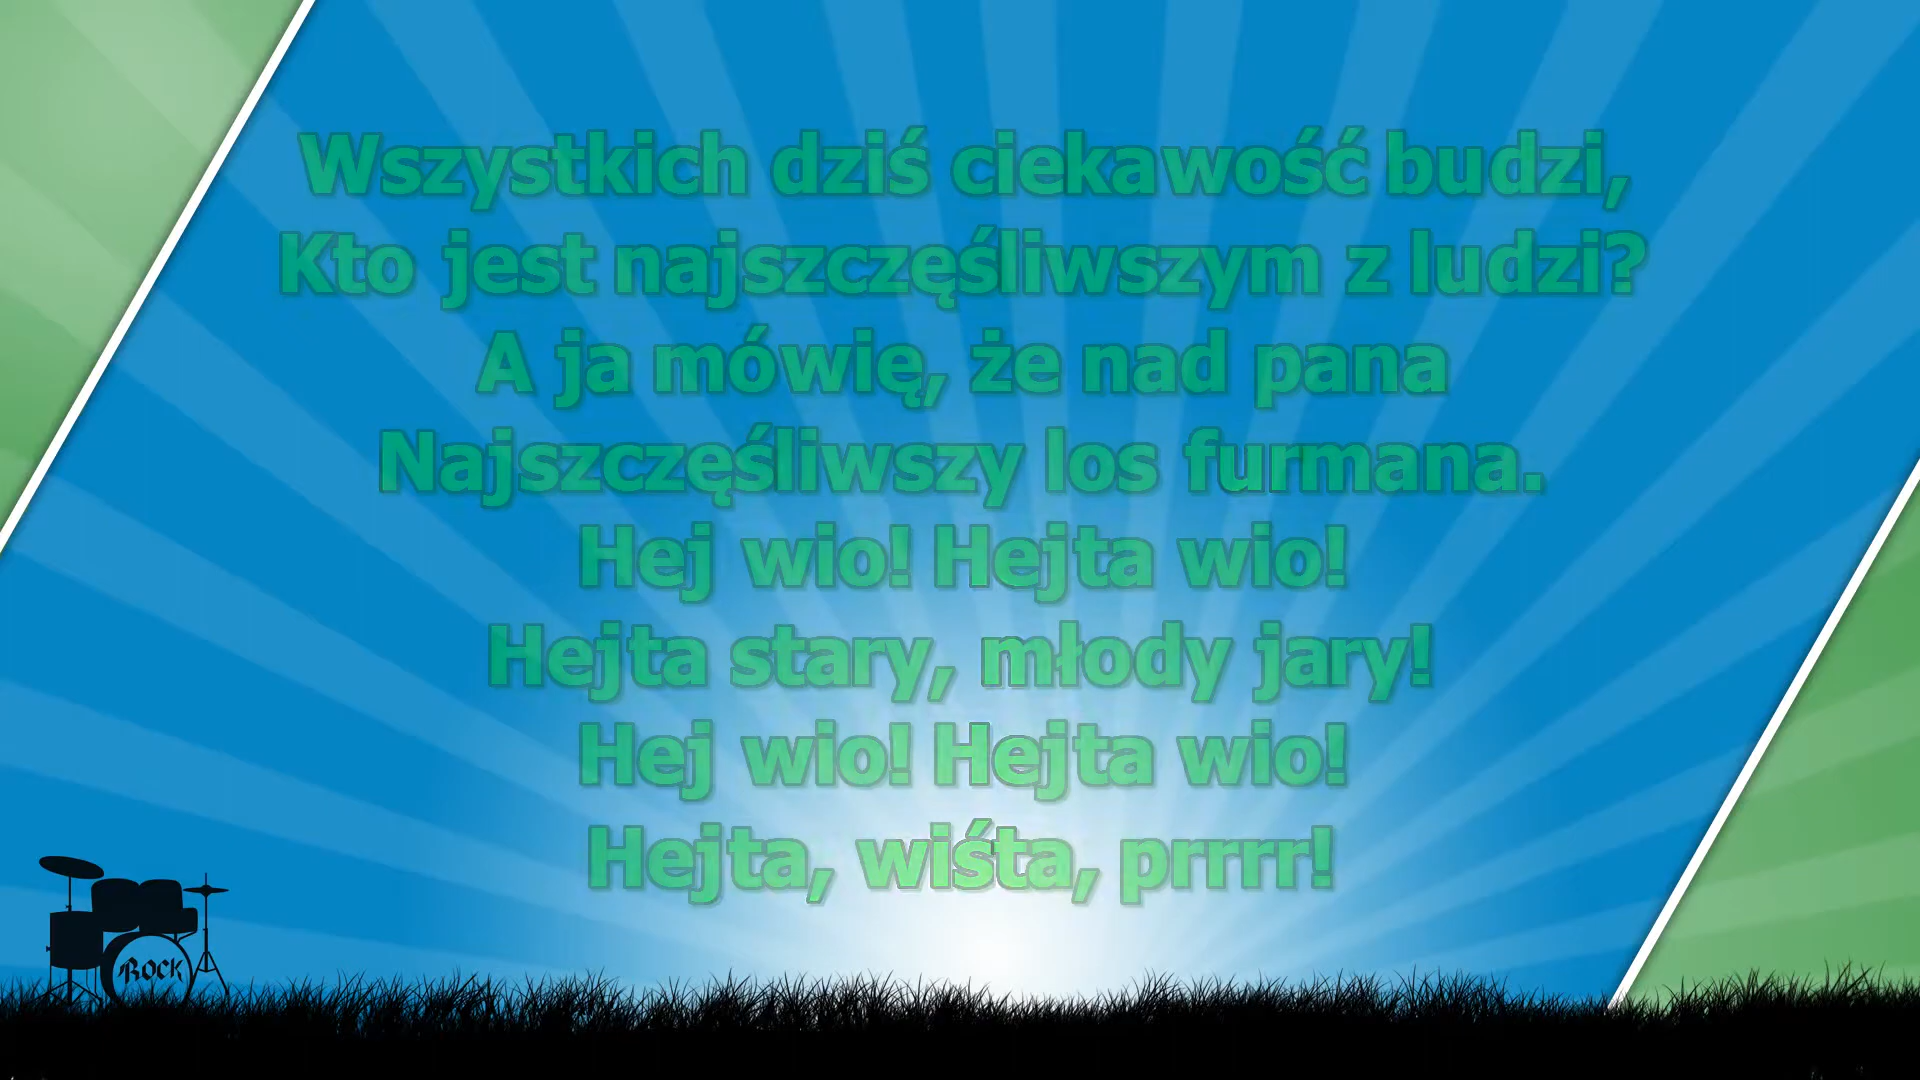 Wszystkich dziś ciekawość budzi,
Kto jest najszczęśliwszym z ludzi?
A ja mówię, że nad pana
Najszczęśliwszy los furmana.
Hej wio! Hejta wio!
Hejta stary, młody jary!
Hej wio! Hejta wio!
Hejta, wiśta, prrrr!
ROCK